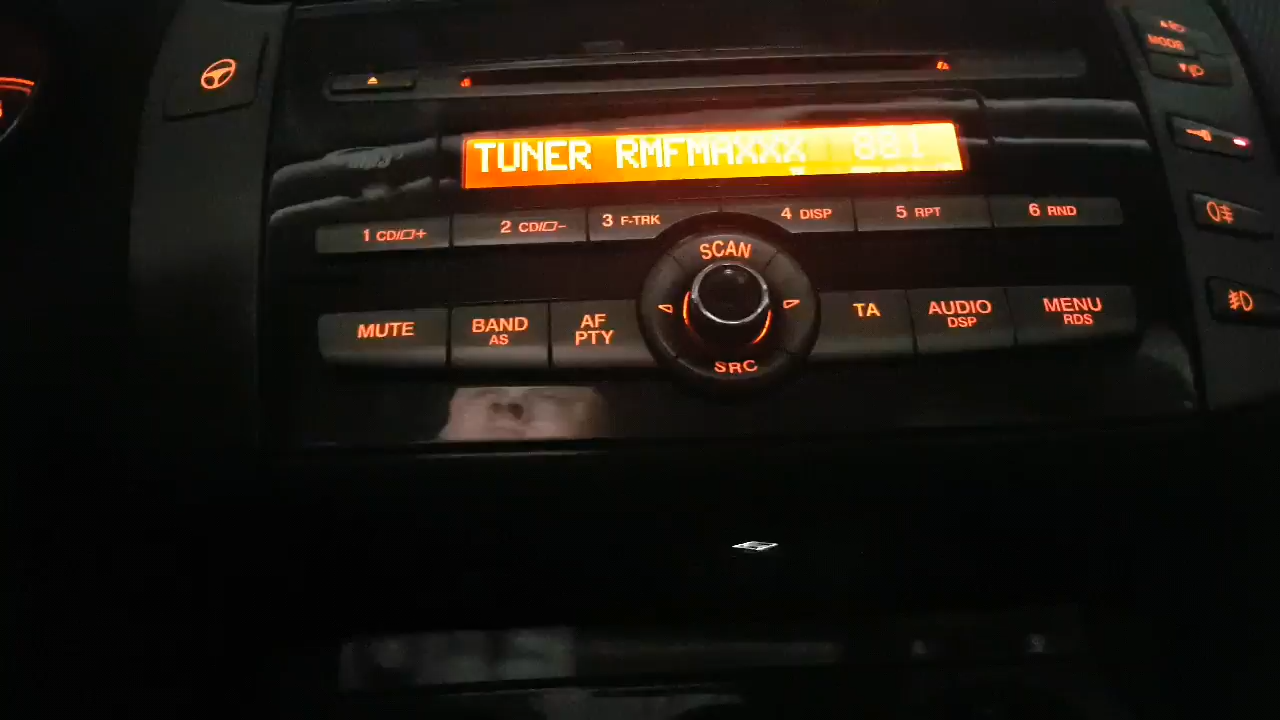 MODE
TUNER RMFMAXXX 881
1 CD/▱+
2 CD/▱−
3 F-TRK
4 DISP
5 RPT
6 RND
SCAN
MUTE
BAND
AS
AF
PTY
TA
AUDIO
DSP
MENU
RDS
SRC